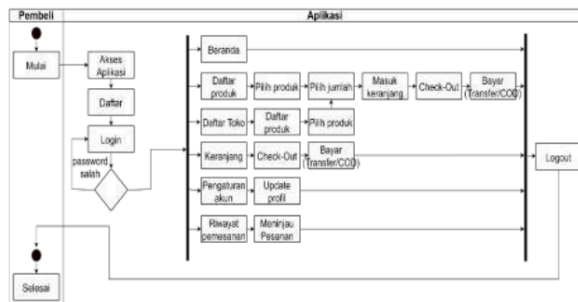 Pembeli
Aplikasi
Mulai
Akses
Aplikasi
Daftar
Login
password
salah
Beranda
Daftar
produk
Pilih produk
Pilih jumlah
Masuk
keranjang
Check-Out
Bayar
(Transfer/COD)
Daftar Toko
Daftar
produk
Pilih produk
Keranjang
Check-Out
Bayar
(Transfer/COD)
Pengaturan
akun
Update
profil
Riwayat
pemesanan
Meninjau
Pesanan
Logout
Selesai